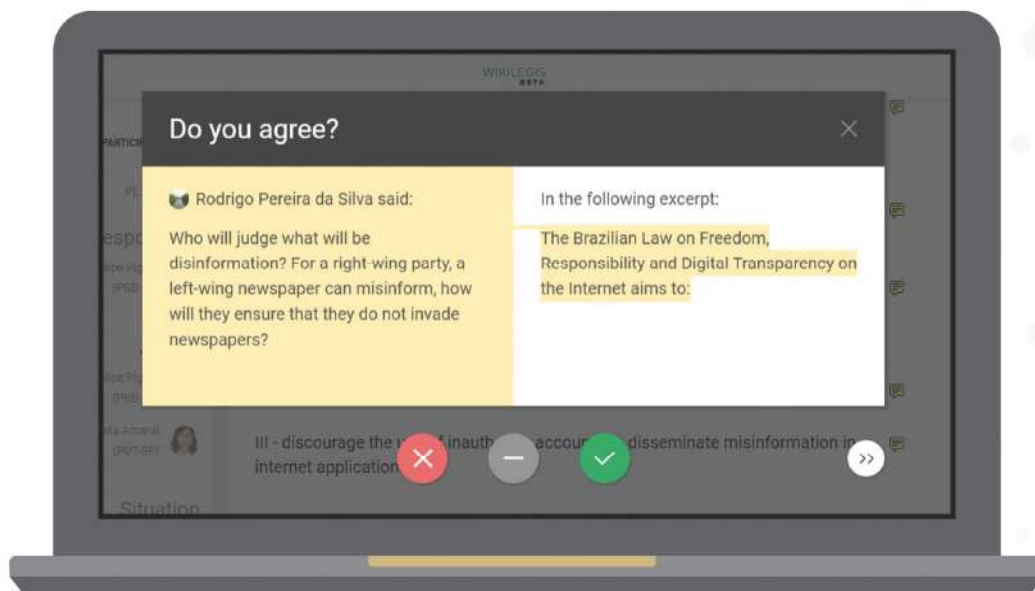 WIKILEGIS
BETA
Do you agree?
Rodrigo Pereira da Silva said:
Who will judge what will be
disinformation? For a right-wing party, a
left-wing newspaper can misinform, how
will they ensure that they do not invade
newspapers?
In the following excerpt:
The Brazilian Law on Freedom,
Responsibility and Digital Transparency on
the Internet aims to:
(PDT-SP)
III - discourage the accou disseminate misinformation in
internet application
Situation